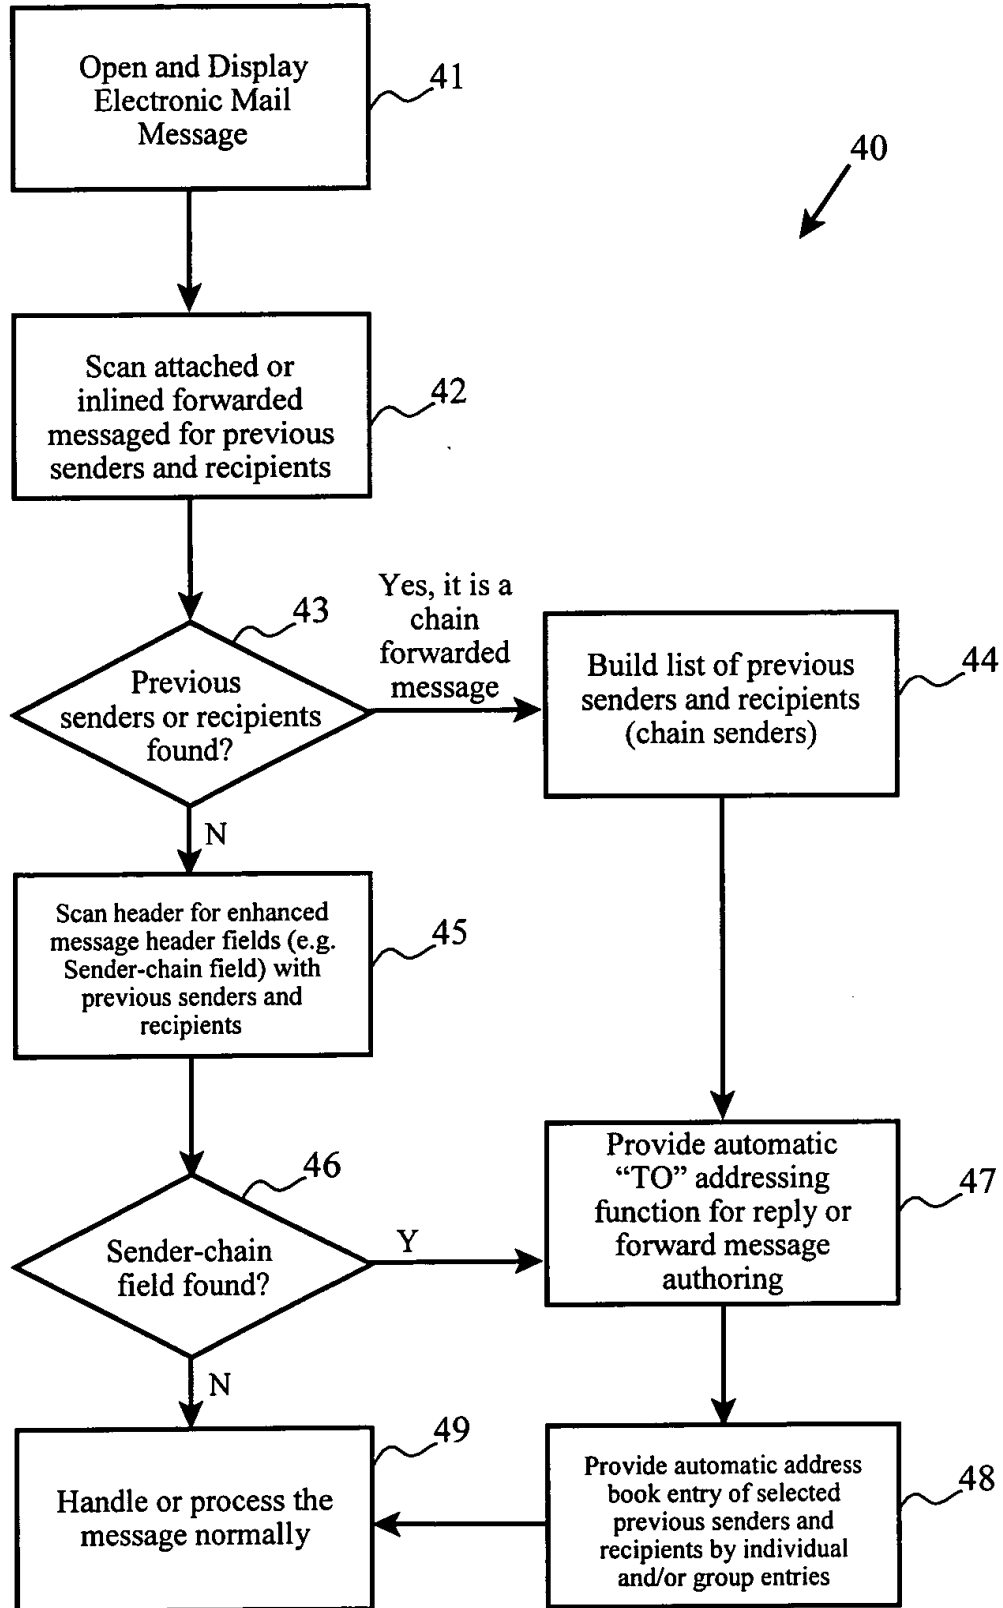 Open and Display
Electronic Mail
Message
41
40
Scan attached or
inlined forwarded
messaged for previous
senders and recipients
42
43
Previous
senders or recipients
found?
Yes, it is a
chain
forwarded
message
Build list of previous
senders and recipients
(chain senders)
44
N
Scan header for enhanced
message header fields (e.g.
Sender-chain field) with
previous senders and
recipients
45
46
Sender-chain
field found?
Y
Provide automatic
“TO” addressing
function for reply or
forward message
authoring
47
N
Handle or process the
message normally
49
Provide automatic address
book entry of selected
previous senders and
recipients by individual
and/or group entries
48